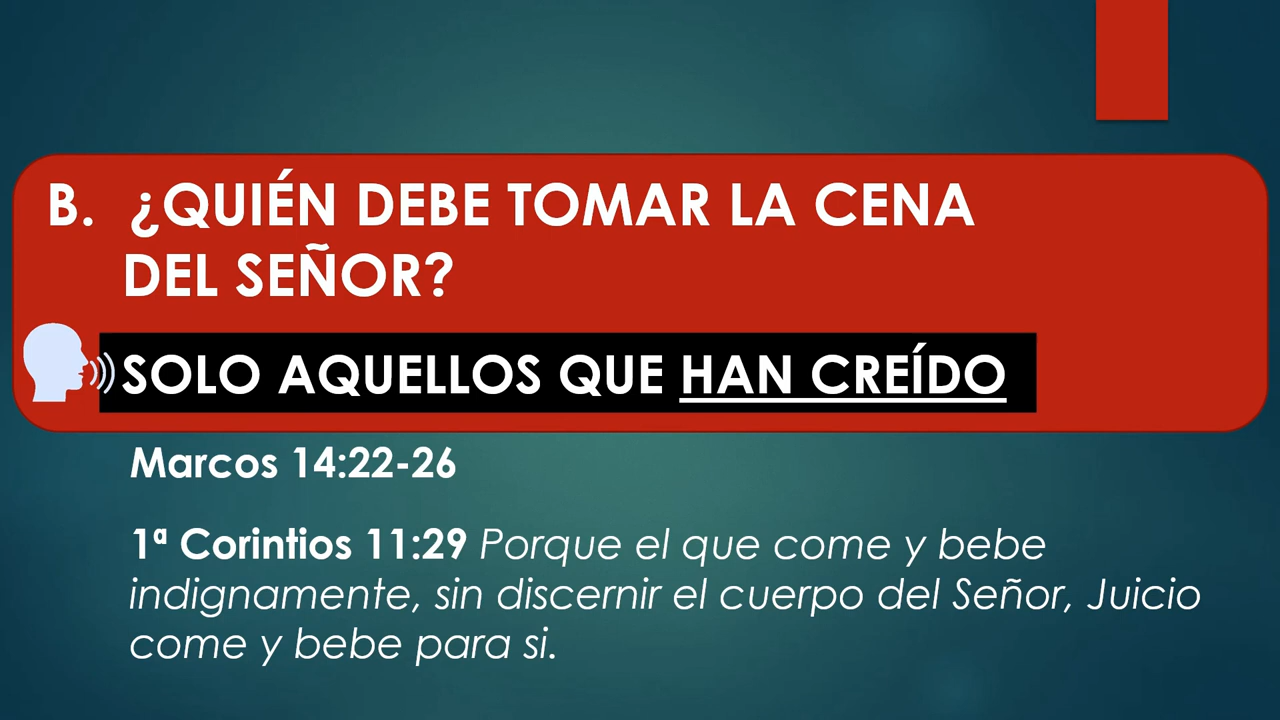 B. ¿QUIÉN DEBE TOMAR LA CENA
DEL SEÑOR?
SOLO AQUELLOS QUE HAN CREÍDO
Marcos 14:22-26
1ª Corintios 11:29 Porque el que come y bebe
indignamente, sin discernir el cuerpo del Señor, Juicio
come y bebe para si.